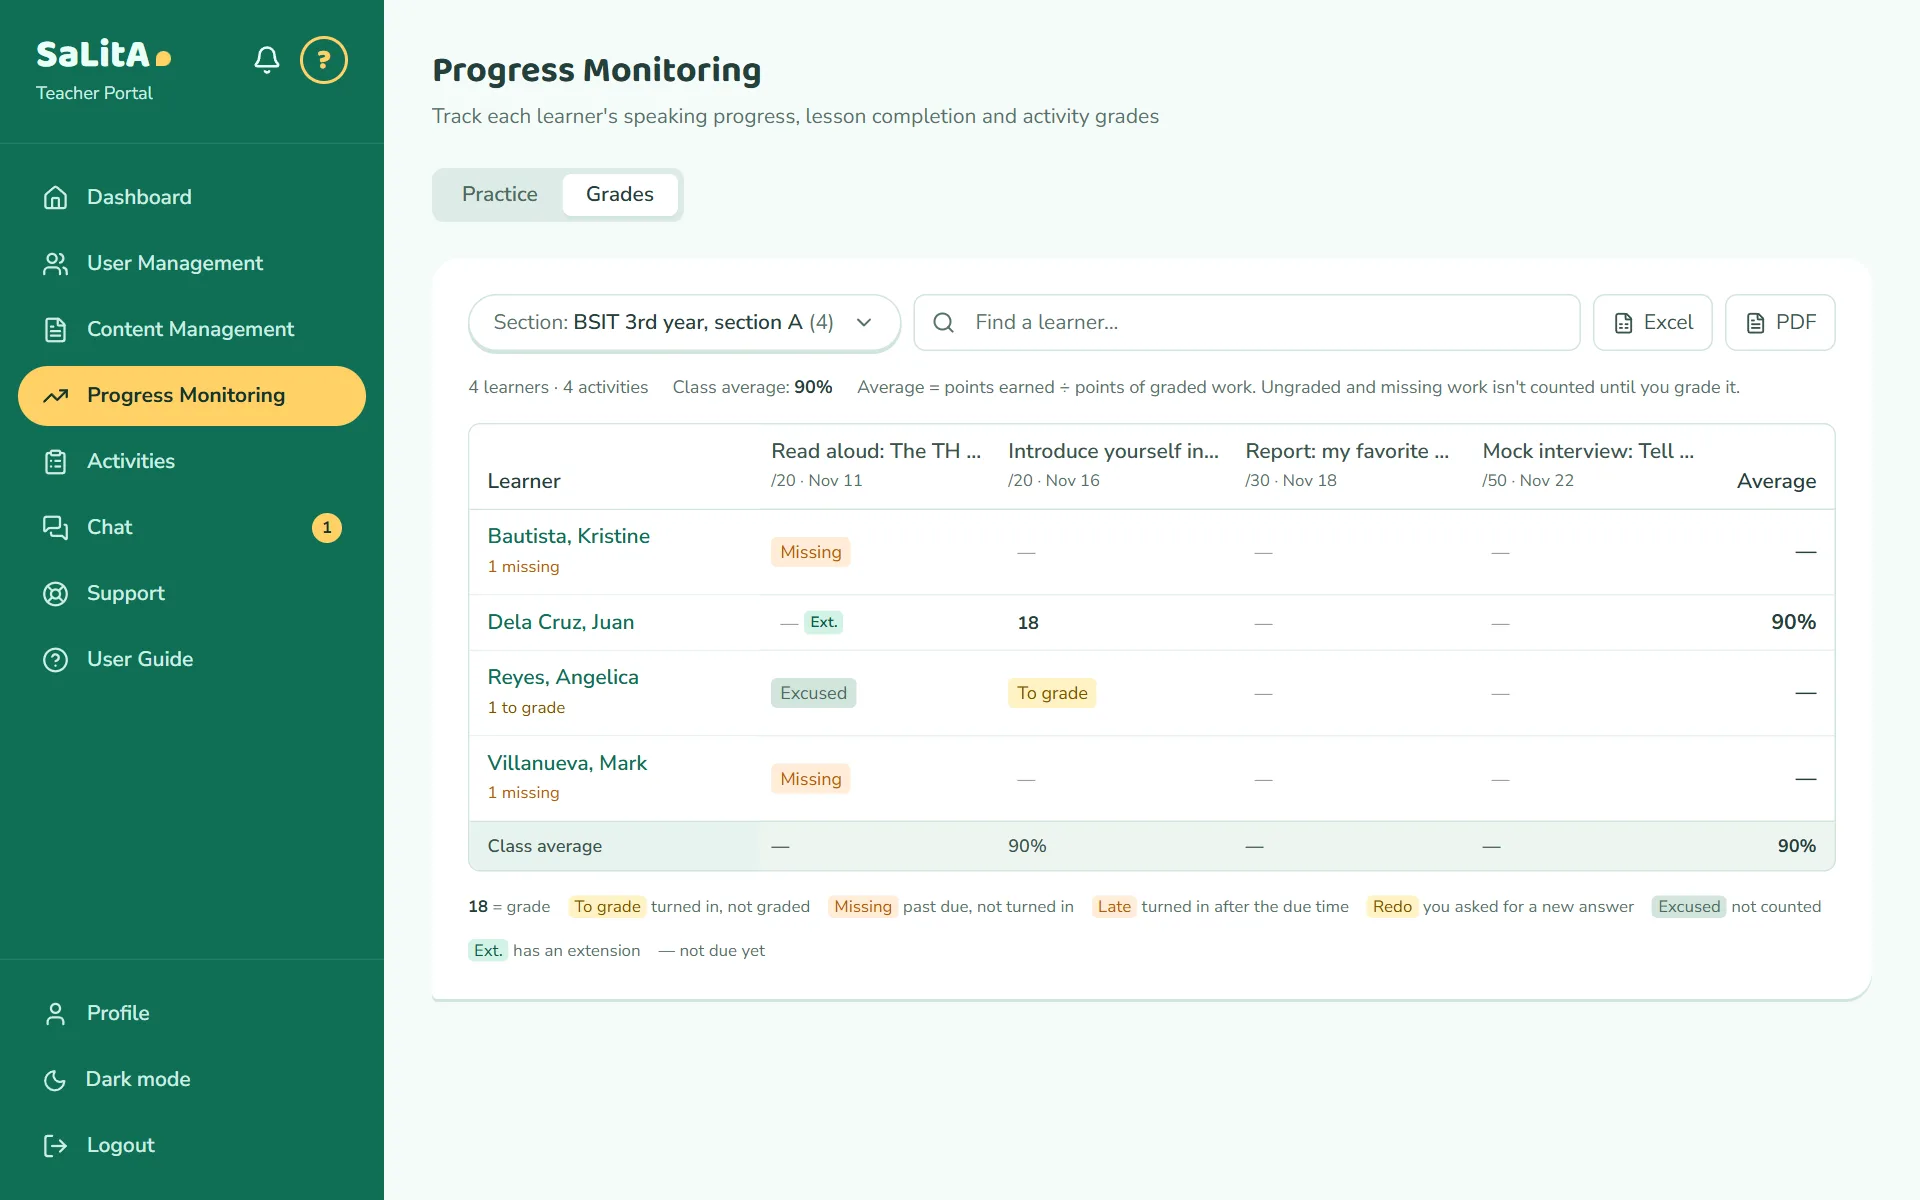 SaLitA
?
Teacher Portal
Dashboard
User Management
Content Management
Progress Monitoring
Activities
Chat 1
Support
User Guide
Profile
Dark mode
Logout
Progress Monitoring
Track each learner's speaking progress, lesson completion and activity grades
Practice Grades
Section: BSIT 3rd year, section A (4) Find a learner... Excel PDF
4 learners · 4 activities Class average: 90% Average = points earned ÷ points of graded work. Ungraded and missing work isn't counted until you grade it.
Read aloud: The TH ... Introduce yourself in... Report: my favorite ... Mock interview: Tell ...
Learner /20 · Nov 11 /20 · Nov 16 /30 · Nov 18 /50 · Nov 22 Average
Bautista, Kristine Missing — — — —
1 missing
Dela Cruz, Juan — Ext. 18 — — 90%
Reyes, Angelica Excused To grade — — —
1 to grade
Villanueva, Mark Missing — — — —
1 missing
Class average — 90% — — 90%
18 = grade To grade turned in, not graded Missing past due, not turned in Late turned in after the due time Redo you asked for a new answer Excused not counted
Ext. has an extension — not due yet